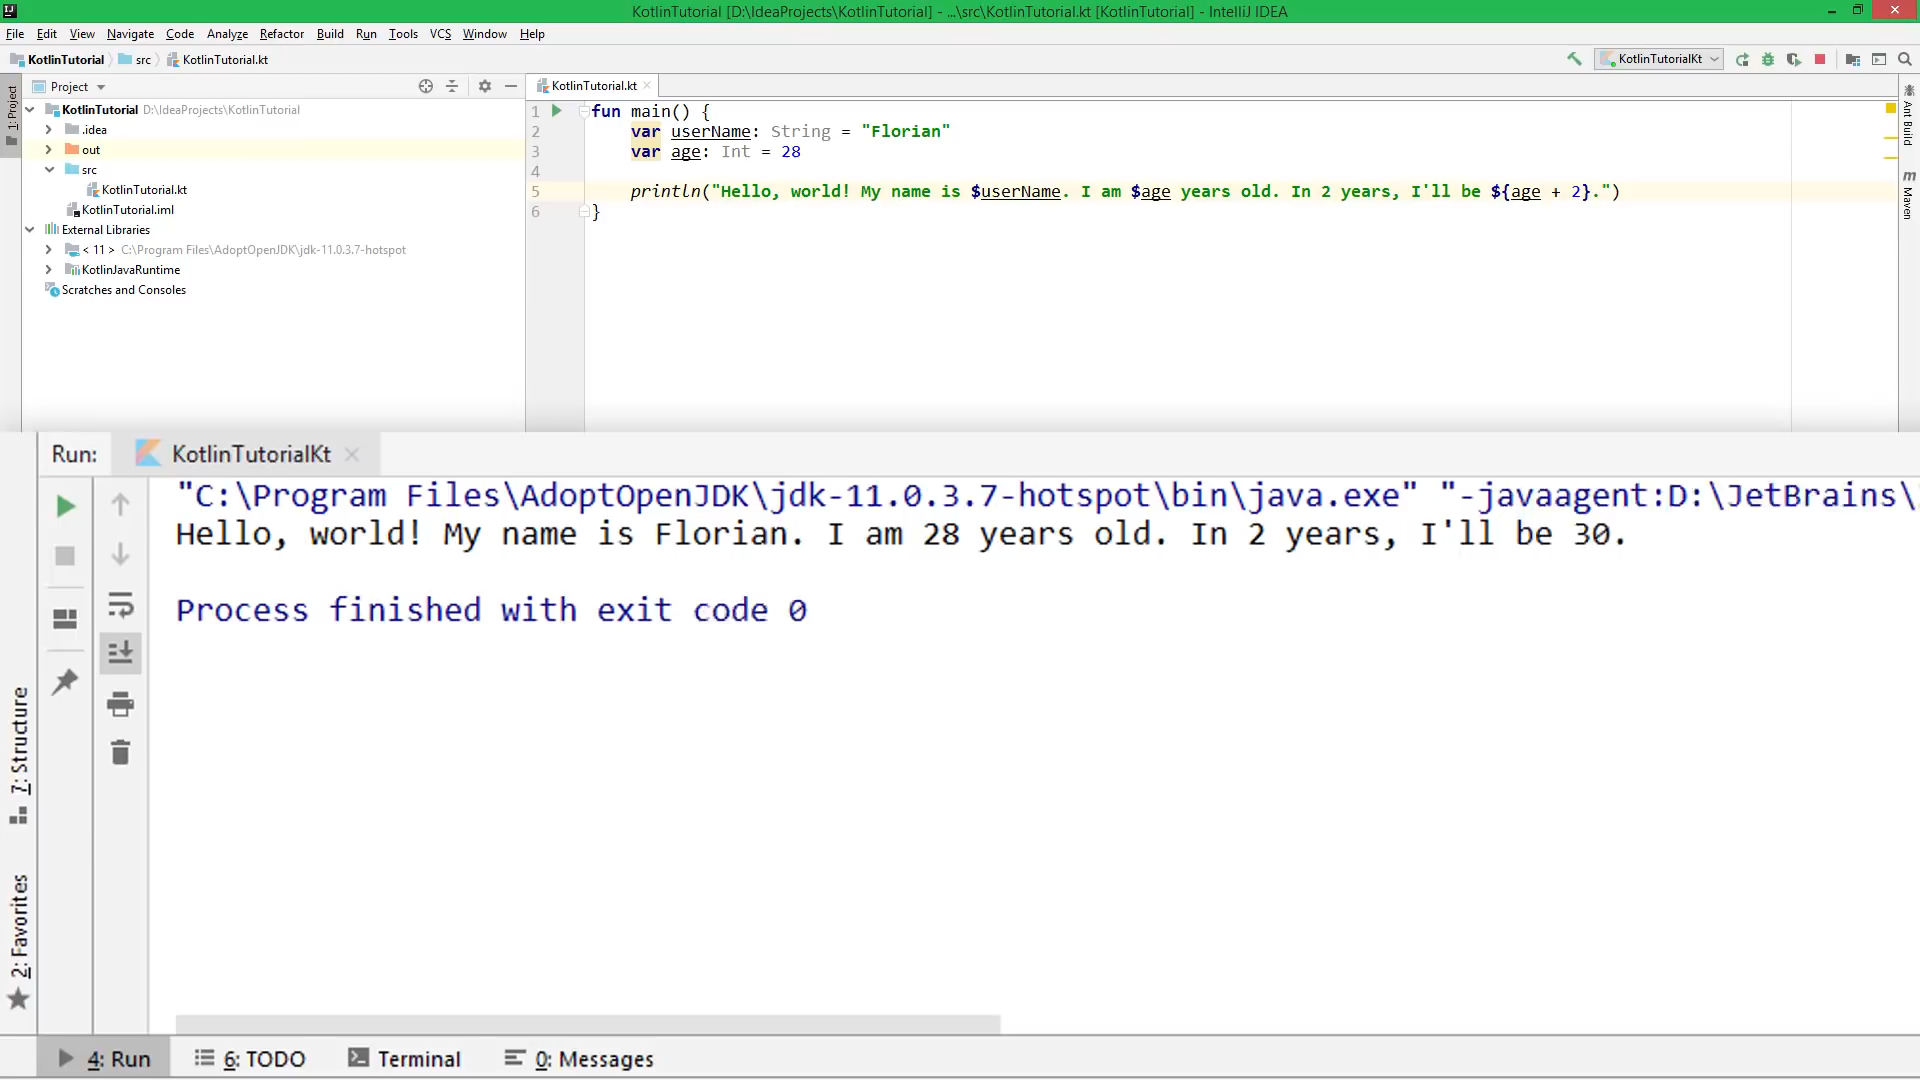 KotlinTutorial [D:\IdeaProjects\KotlinTutorial] - ...\src\KotlinTutorial.kt [KotlinTutorial] - IntelliJ IDEA
File Edit View Navigate Code Analyze Refactor Build Run Tools VCS Window Help
KotlinTutorial src KotlinTutorial.kt
KotlinTutorialKt
1: Project
Project
KotlinTutorial D:\IdeaProjects\KotlinTutorial
.idea
out
src
KotlinTutorial.kt
KotlinTutorial.iml
External Libraries
< 11 > C:\Program Files\AdoptOpenJDK\jdk-11.0.3.7-hotspot
KotlinJavaRuntime
Scratches and Consoles
KotlinTutorial.kt
1 fun main() {
2 var userName: String = "Florian"
3 var age: Int = 28
4
5 println("Hello, world! My name is $userName. I am $age years old. In 2 years, I'll be ${age + 2}.")
6 }
Ant Build
m
Maven
Run: KotlinTutorialKt
"C:\Program Files\AdoptOpenJDK\jdk-11.0.3.7-hotspot\bin\java.exe" "-javaagent:D:\JetBrains\
Hello, world! My name is Florian. I am 28 years old. In 2 years, I'll be 30.
Process finished with exit code 0
7: Structure
2: Favorites
4: Run 6: TODO Terminal 0: Messages